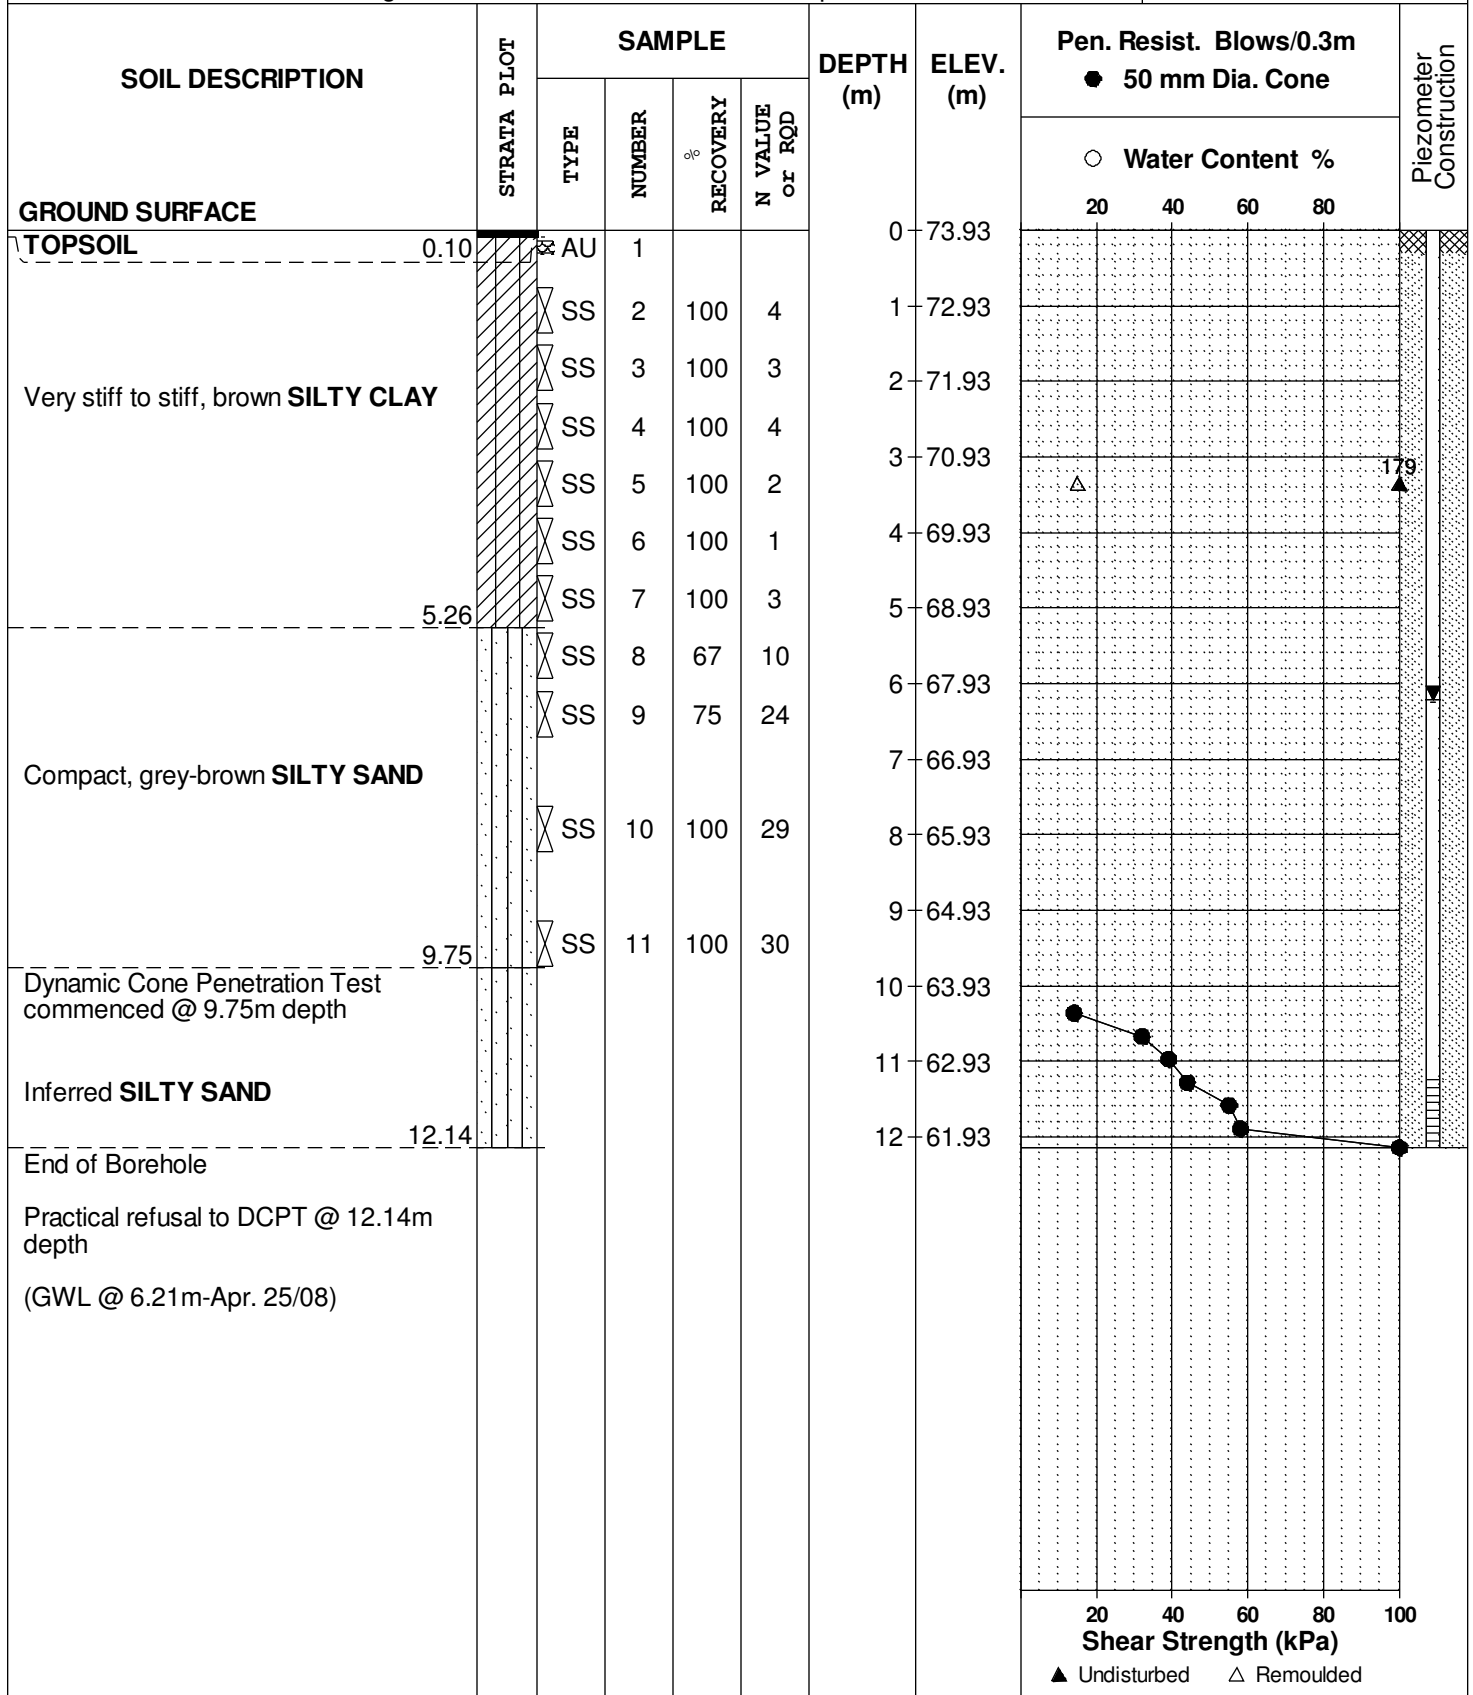 SOIL DESCRIPTION
STRATA PLOT
SAMPLE
TYPE
NUMBER
% RECOVERY
N VALUE or RQD
DEPTH (m)
ELEV. (m)
Pen. Resist. Blows/0.3m
● 50 mm Dia. Cone
○ Water Content %
20 40 60 80
Piezometer Construction
GROUND SURFACE
0 73.93
TOPSOIL 0.10
AU 1
SS 2 100 4
1 72.93
SS 3 100 3
2 71.93
Very stiff to stiff, brown SILTY CLAY
SS 4 100 4
3 70.93
179
SS 5 100 2
4 69.93
SS 6 100 1
SS 7 100 3
5 68.93
5.26
SS 8 67 10
6 67.93
SS 9 75 24
7 66.93
Compact, grey-brown SILTY SAND
SS 10 100 29
8 65.93
9 64.93
SS 11 100 30
9.75
Dynamic Cone Penetration Test
commenced @ 9.75m depth
10 63.93
11 62.93
Inferred SILTY SAND
12.14
12 61.93
End of Borehole
Practical refusal to DCPT @ 12.14m
depth
(GWL @ 6.21m-Apr. 25/08)
20 40 60 80 100
Shear Strength (kPa)
▲ Undisturbed △ Remoulded